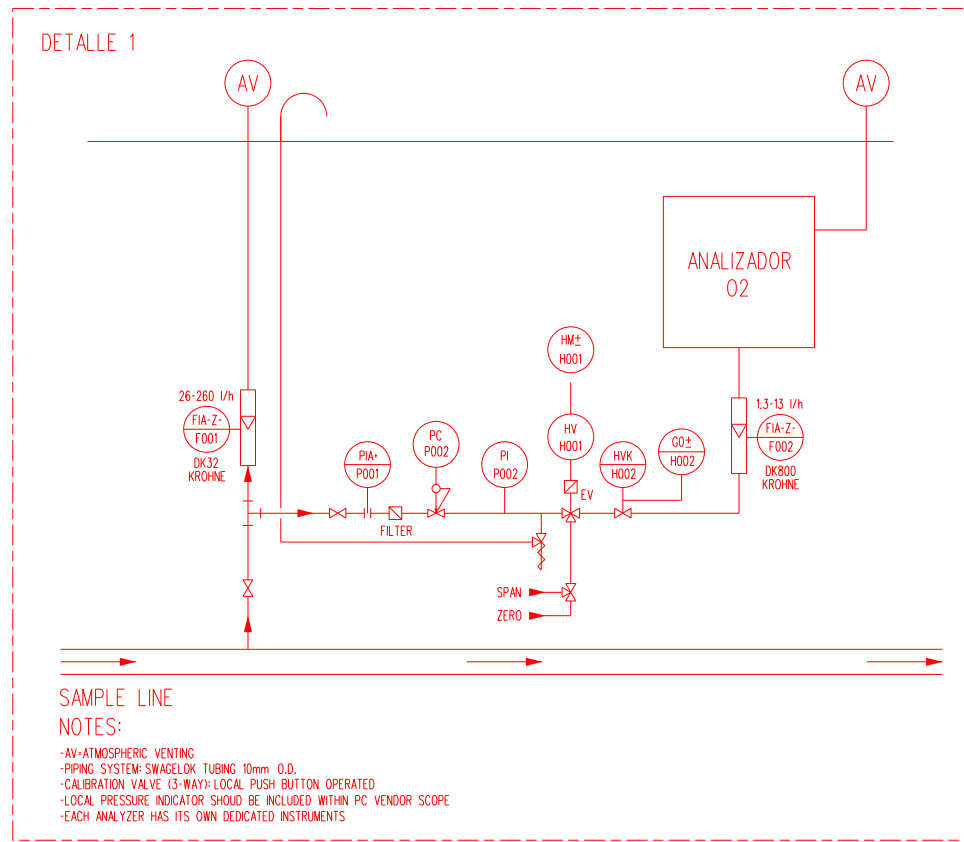 DETALLE 1
AV
AV
ANALIZADOR
O2
HM±
H001
26-260 l/h
1.3-13 l/h
FIA-Z-
F001
DK32
KROHNE
PIA+
P001
PC
P002
PI
P002
HV
H001
HVK
H002
GO±
H002
FIA-Z-
F002
DK800
KROHNE
EV
FILTER
SPAN
ZERO
SAMPLE LINE
NOTES:
-AV=ATMOSPHERIC VENTING
-PIPING SYSTEM: SWAGELOK TUBING 10mm O.D.
-CALIBRATION VALVE (3-WAY): LOCAL PUSH BUTTON OPERATED
-LOCAL PRESSURE INDICATOR SHOUD BE INCLUDED WITHIN PC VENDOR SCOPE
-EACH ANALYZER HAS ITS OWN DEDICATED INSTRUMENTS